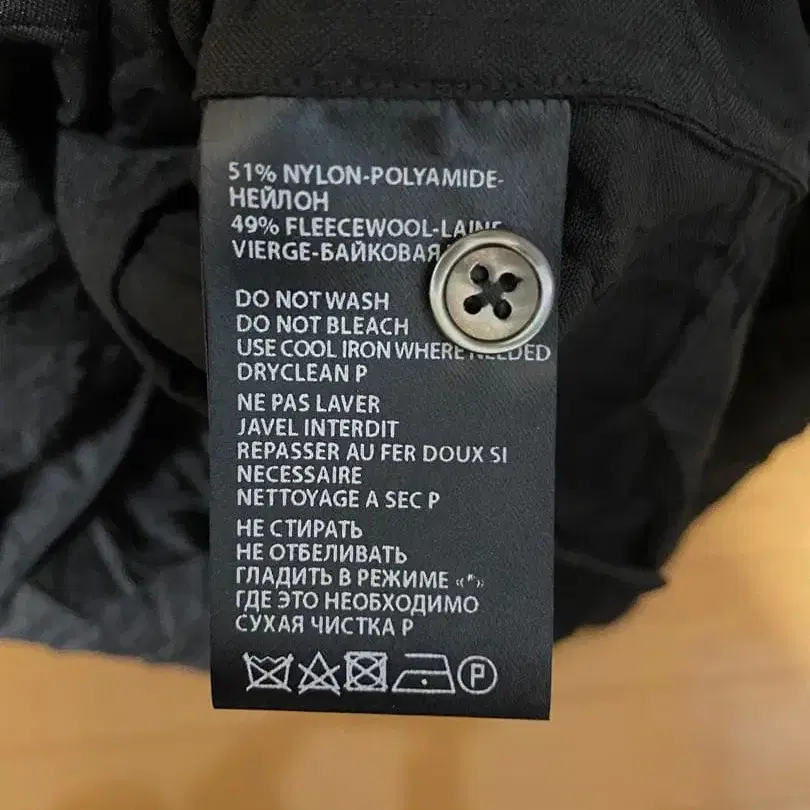 51% NYLON-POLYAMIDE-
НЕЙЛОН
49% FLEECEWOOL-LAINE
VIERGE-БАЙКОВАЯ
DO NOT WASH
DO NOT BLEACH
USE COOL IRON WHERE NEEDED
DRYCLEAN P
NE PAS LAVER
JAVEL INTERDIT
REPASSER AU FER DOUX SI
NECESSAIRE
NETTOYAGE A SEC P
НЕ СТИРАТЬ
НЕ ОТБЕЛИВАТЬ
ГЛАДИТЬ В РЕЖИМЕ «*»
ГДЕ ЭТО НЕОБХОДИМО
СУХАЯ ЧИСТКА P
P